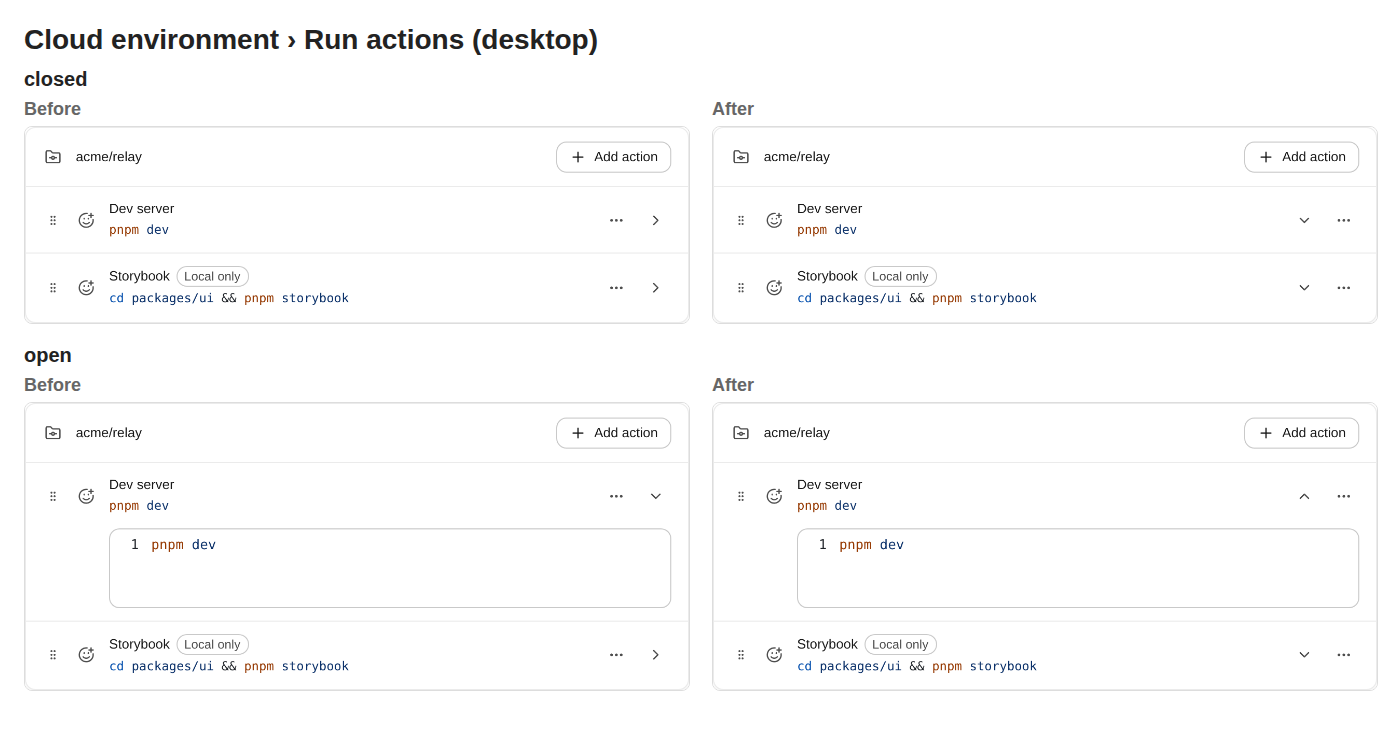 Cloud environment › Run actions (desktop)
closed
Before
acme/relay
Add action
Dev server
pnpm dev
Storybook Local only
cd packages/ui && pnpm storybook
After
acme/relay
Add action
Dev server
pnpm dev
Storybook Local only
cd packages/ui && pnpm storybook
open
Before
acme/relay
Add action
Dev server
pnpm dev
1 pnpm dev
Storybook Local only
cd packages/ui && pnpm storybook
After
acme/relay
Add action
Dev server
pnpm dev
1 pnpm dev
Storybook Local only
cd packages/ui && pnpm storybook